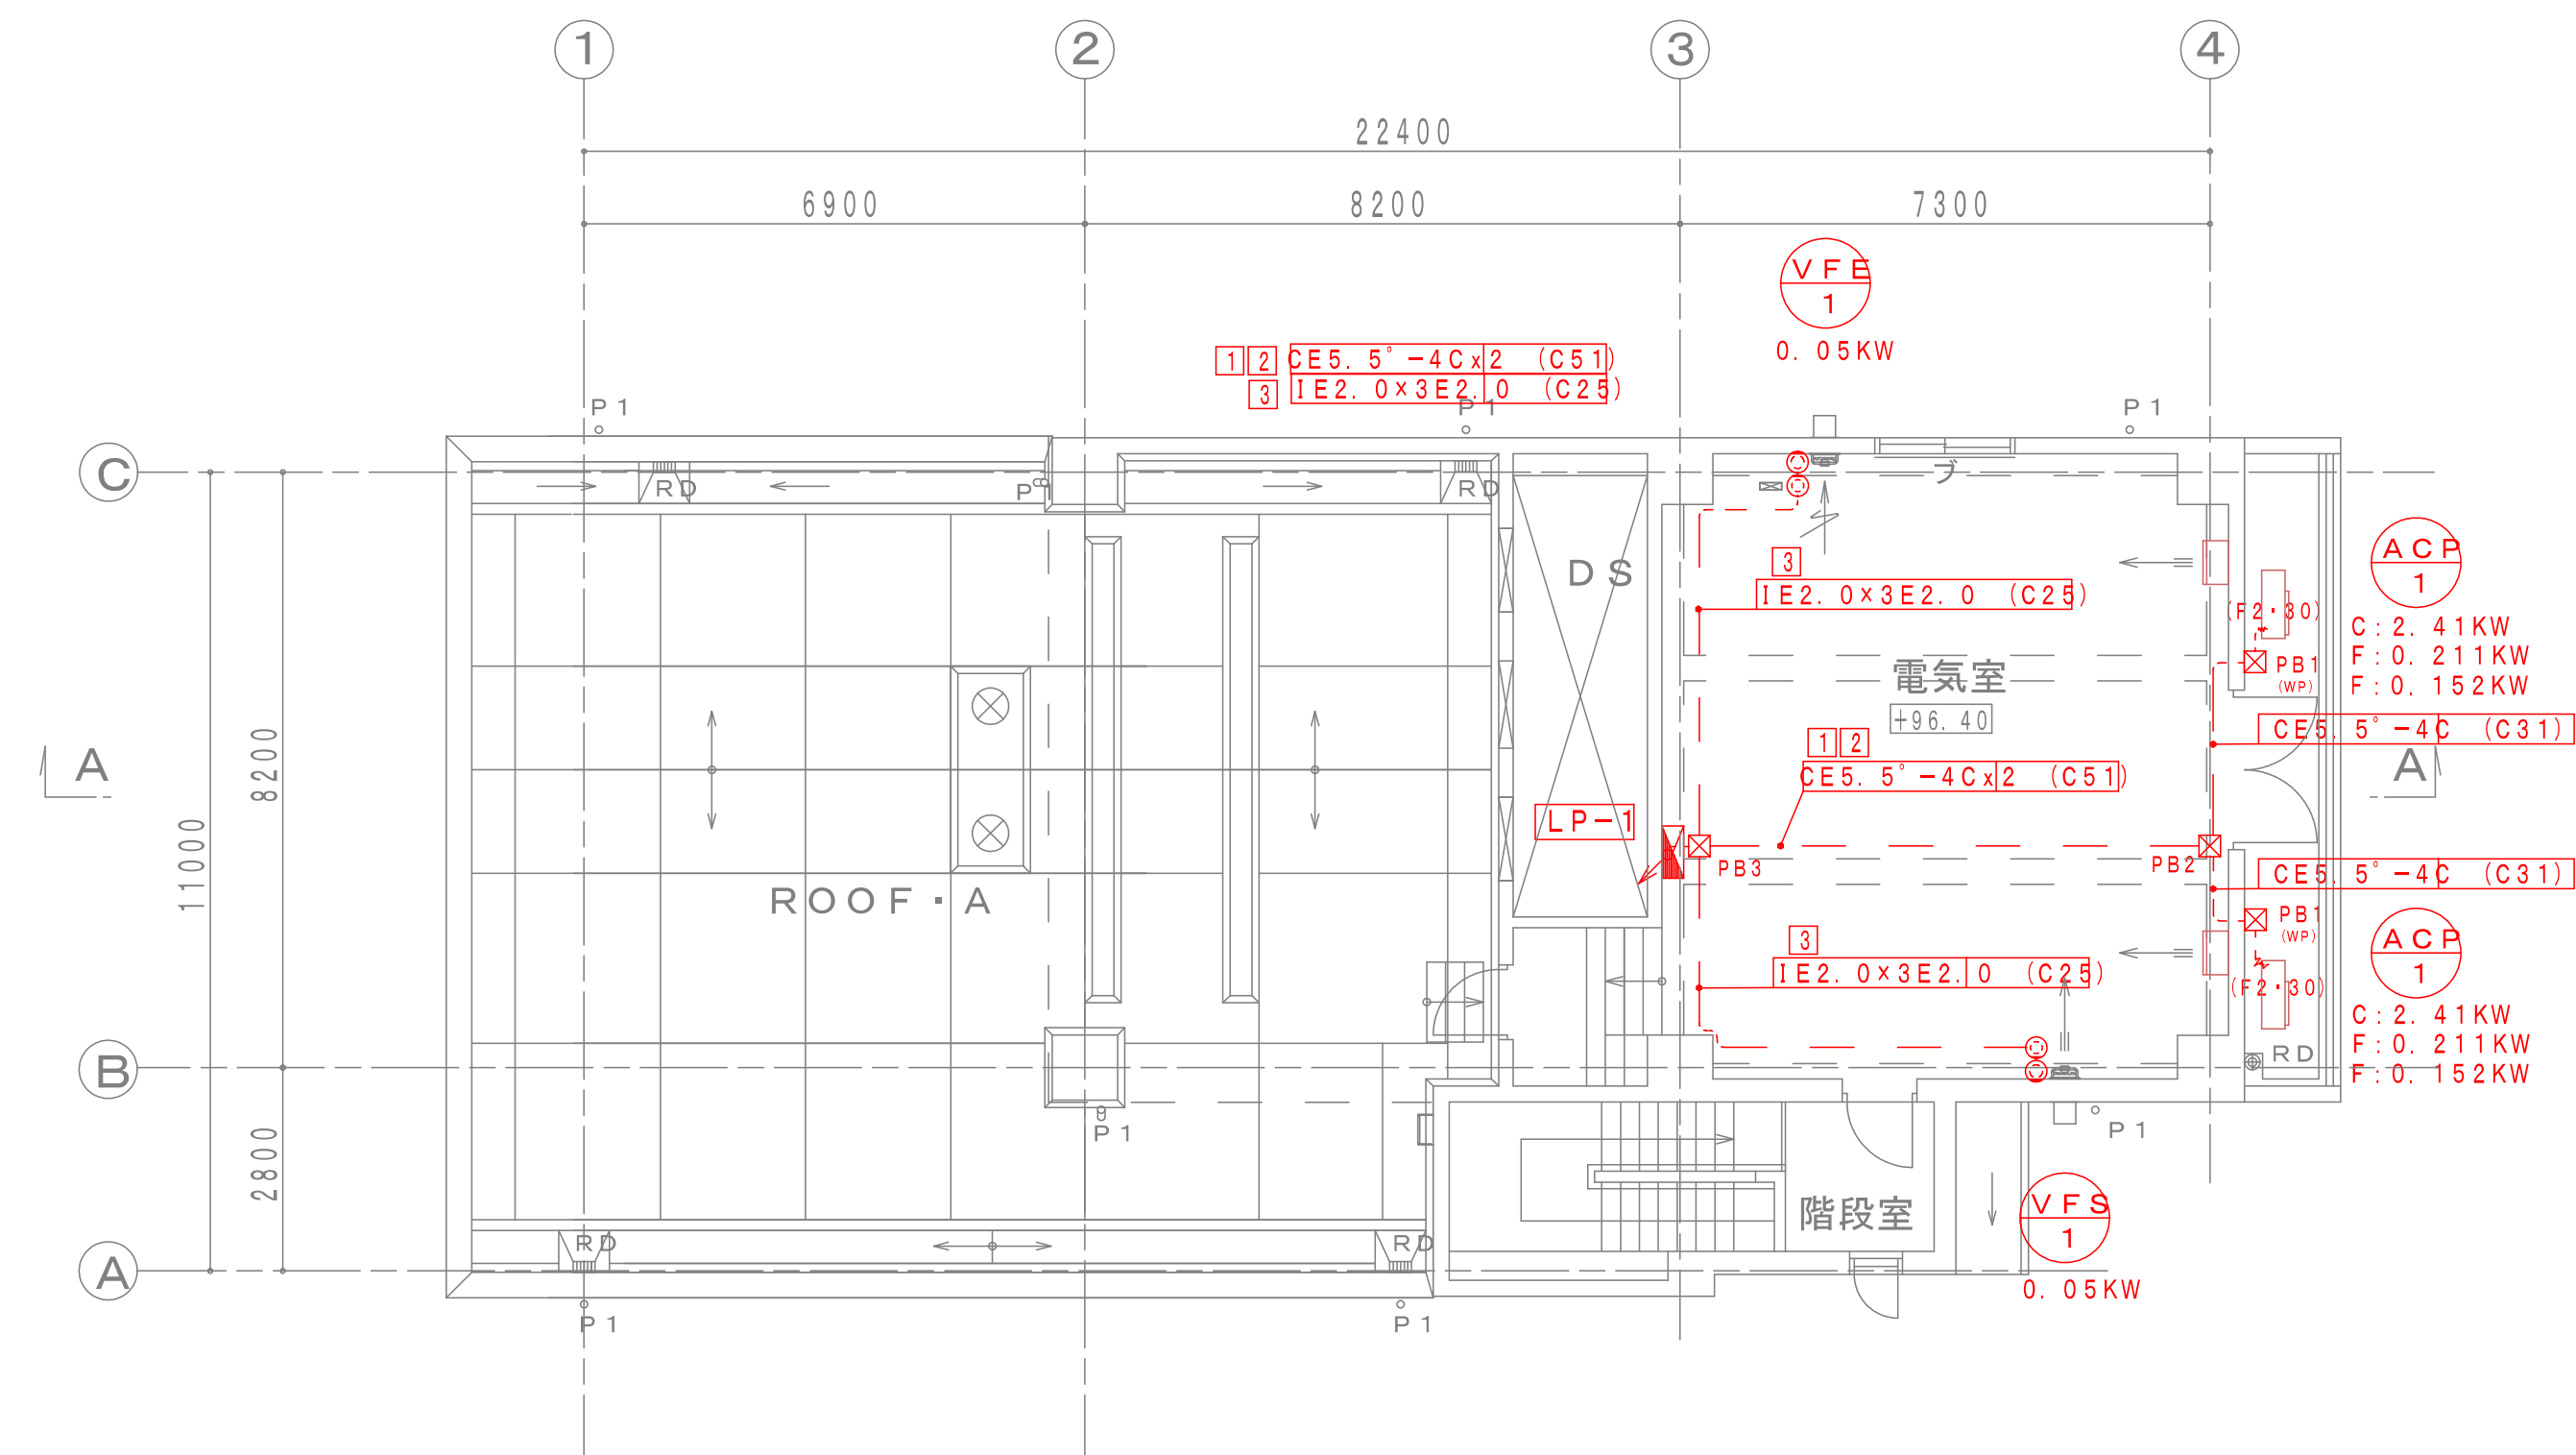 1 2 3 4
22400
6900 8200 7300
VFE
1
0.05KW
1 2 CE5.5°-4Cx2 (C51)
3 IE2.0×3E2.0 (C25)
P1 P1 P1
C
RD P1 RD ブ
DS
3
IE2.0×3E2.0 (C25)
ACP
1
(F2・30)
C:2.41KW
F:0.211KW
F:0.152KW
PB1
(WP)
電気室
+96.40
CE5.5°-4C (C31)
1 2
CE5.5°-4Cx2 (C51)
A A
8200
11000
LP-1
PB3 PB2
CE5.5°-4C (C31)
ROOF・A
PB1
(WP)
3
IE2.0×3E2.0 (C25)
ACP
1
(F2・30)
C:2.41KW
F:0.211KW
F:0.152KW
RD
B
P1 P1
2800
階段室
VFS
1
0.05KW
RD RD
A
P1 P1